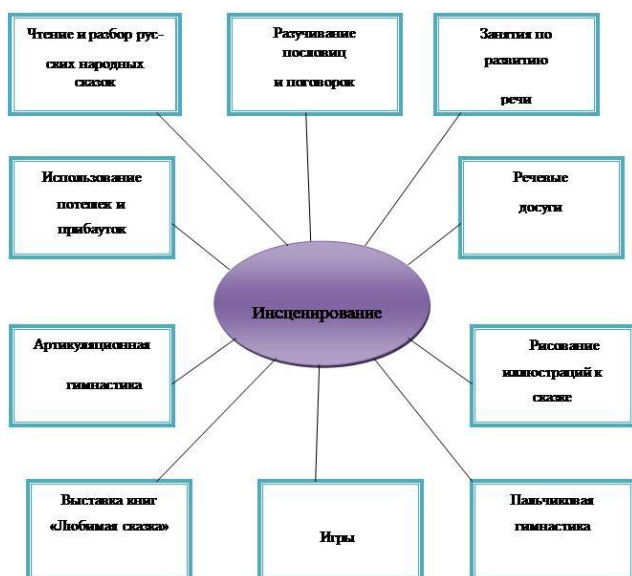 Чтение и разбор рус-
ских народных
сказок
Разучивание
пословиц
и поговорок
Занятия по
развитию
речи
Использование
потешек и
прибауток
Речевые
досуги
Инсценирование
Артикуляционная
гимнастика
Рисование
иллюстраций к
сказке
Выставка книг
«Любимая сказка»
Игры
Пальчиковая
гимнастика